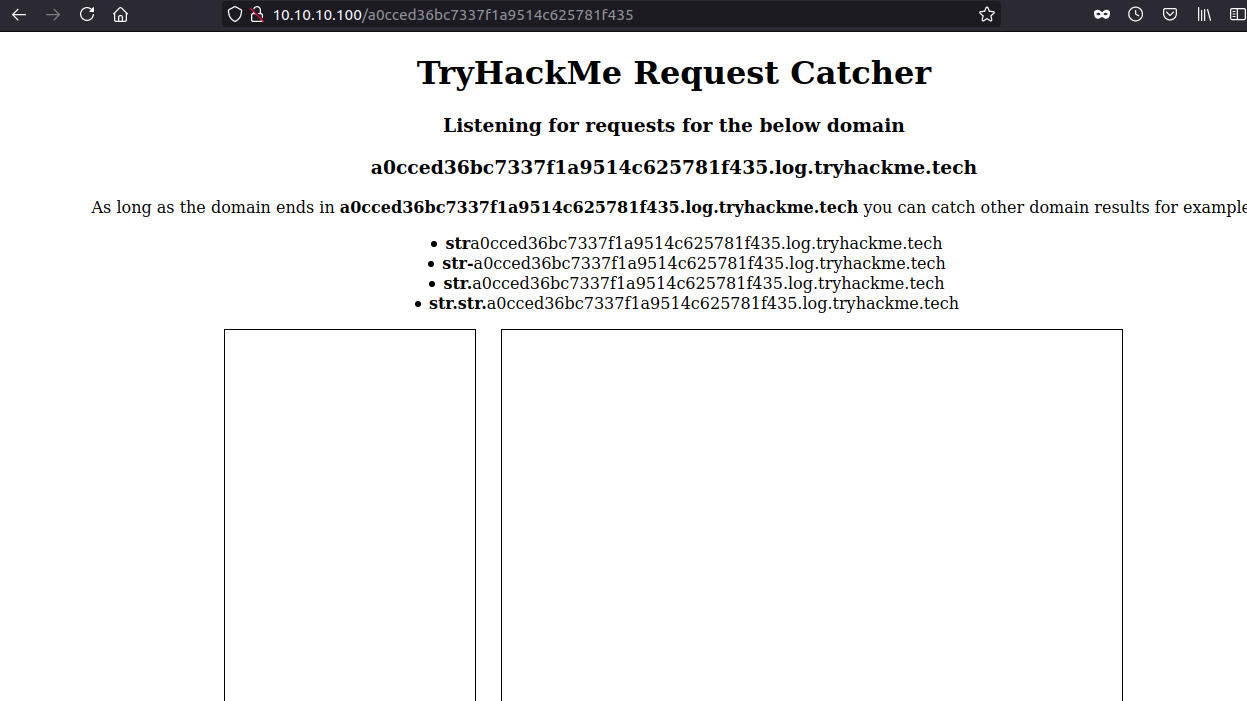 10.10.10.100/a0cced36bc7337f1a9514c625781f435
TryHackMe Request Catcher
Listening for requests for the below domain
a0cced36bc7337f1a9514c625781f435.log.tryhackme.tech
As long as the domain ends in a0cced36bc7337f1a9514c625781f435.log.tryhackme.tech you can catch other domain results for example
• stra0cced36bc7337f1a9514c625781f435.log.tryhackme.tech
• str-a0cced36bc7337f1a9514c625781f435.log.tryhackme.tech
• str.a0cced36bc7337f1a9514c625781f435.log.tryhackme.tech
• str.str.a0cced36bc7337f1a9514c625781f435.log.tryhackme.tech